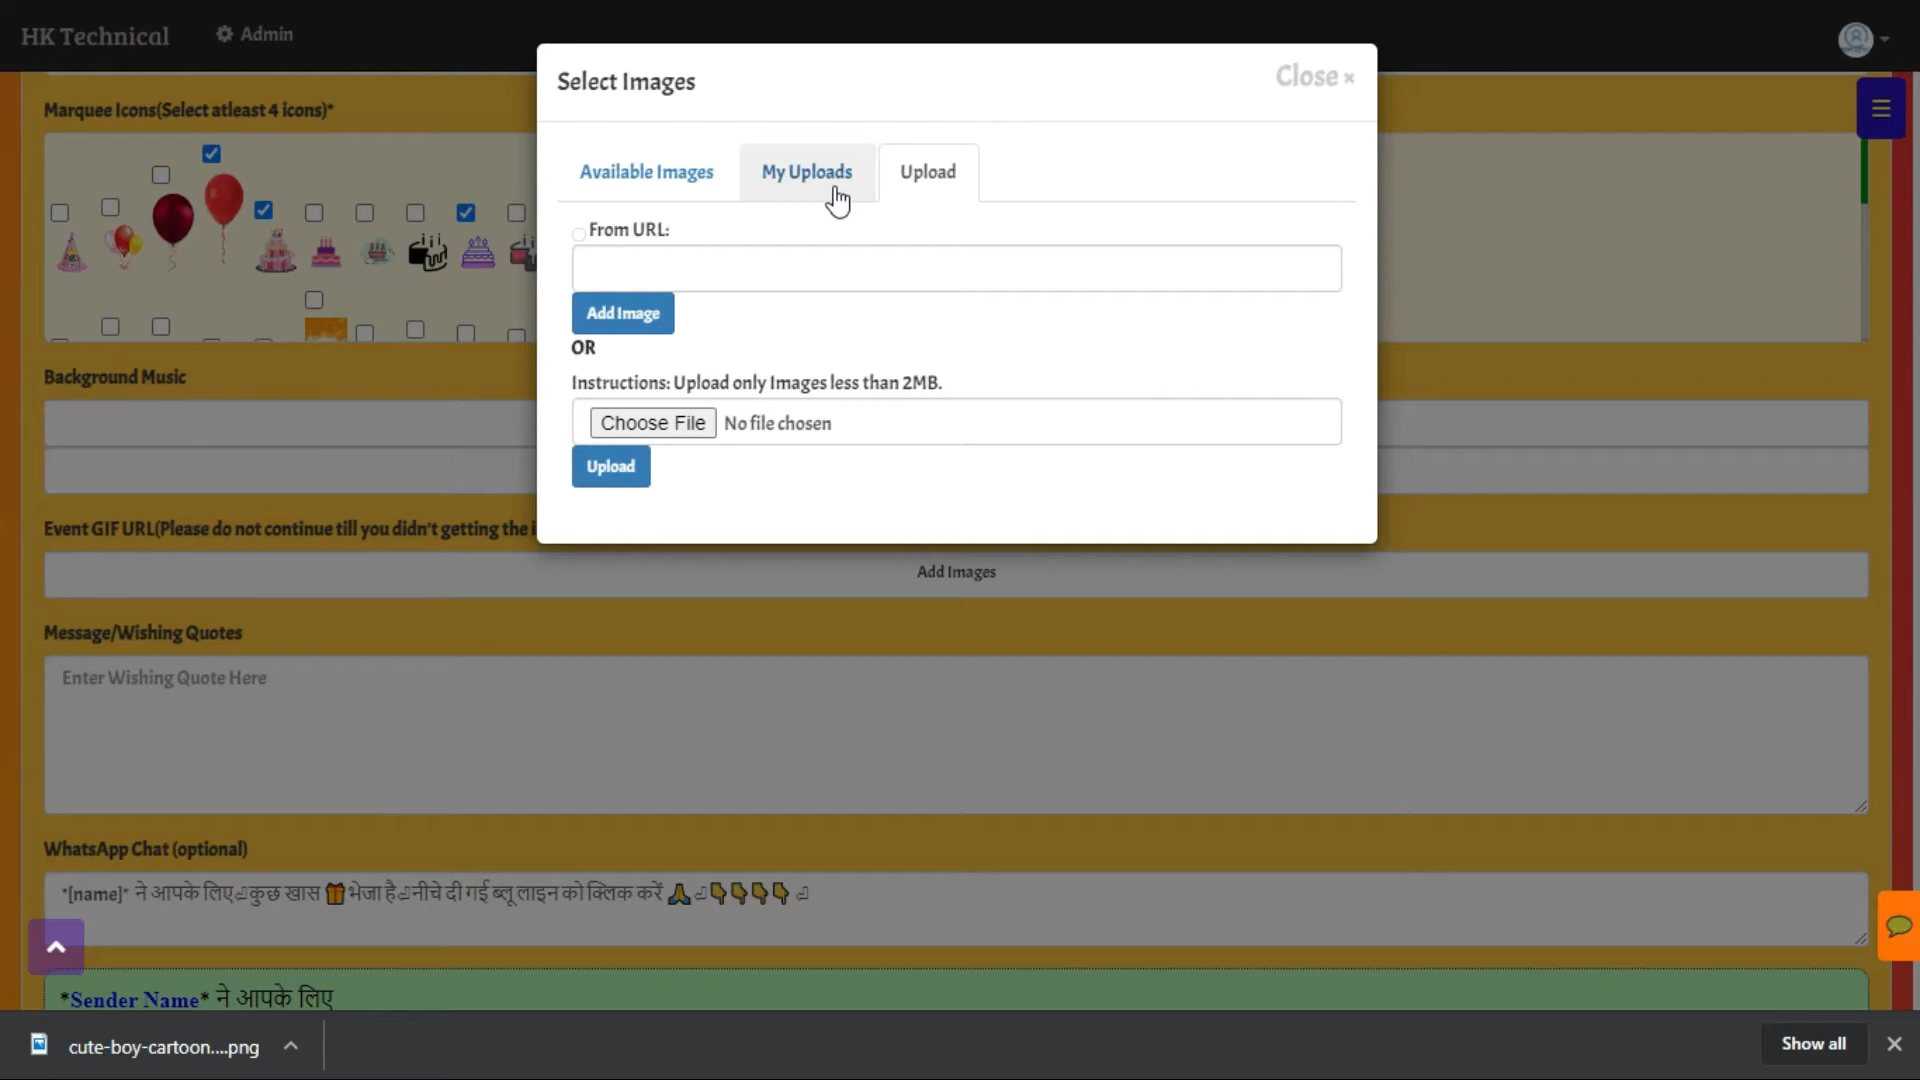 HK Technical
Admin
Select Images
Close ×
Marquee Icons(Select atleast 4 icons)*
Available Images
My Uploads
Upload
From URL:
Add Image
OR
Instructions: Upload only Images less than 2MB.
Choose File No file chosen
Upload
Background Music
Event GIF URL(Please do not continue till you didn't getting the i
Add Images
Message/Wishing Quotes
Enter Wishing Quote Here
WhatsApp Chat (optional)
*[name]* ने आपके लिए⏎कुछ खास 🎁भेजा है⏎नीचे दी गई ब्लू लाइन को क्लिक करें 🙏⏎👇👇👇👇 ⏎
*Sender Name* ने आपके लिए
cute-boy-cartoon....png
Show all